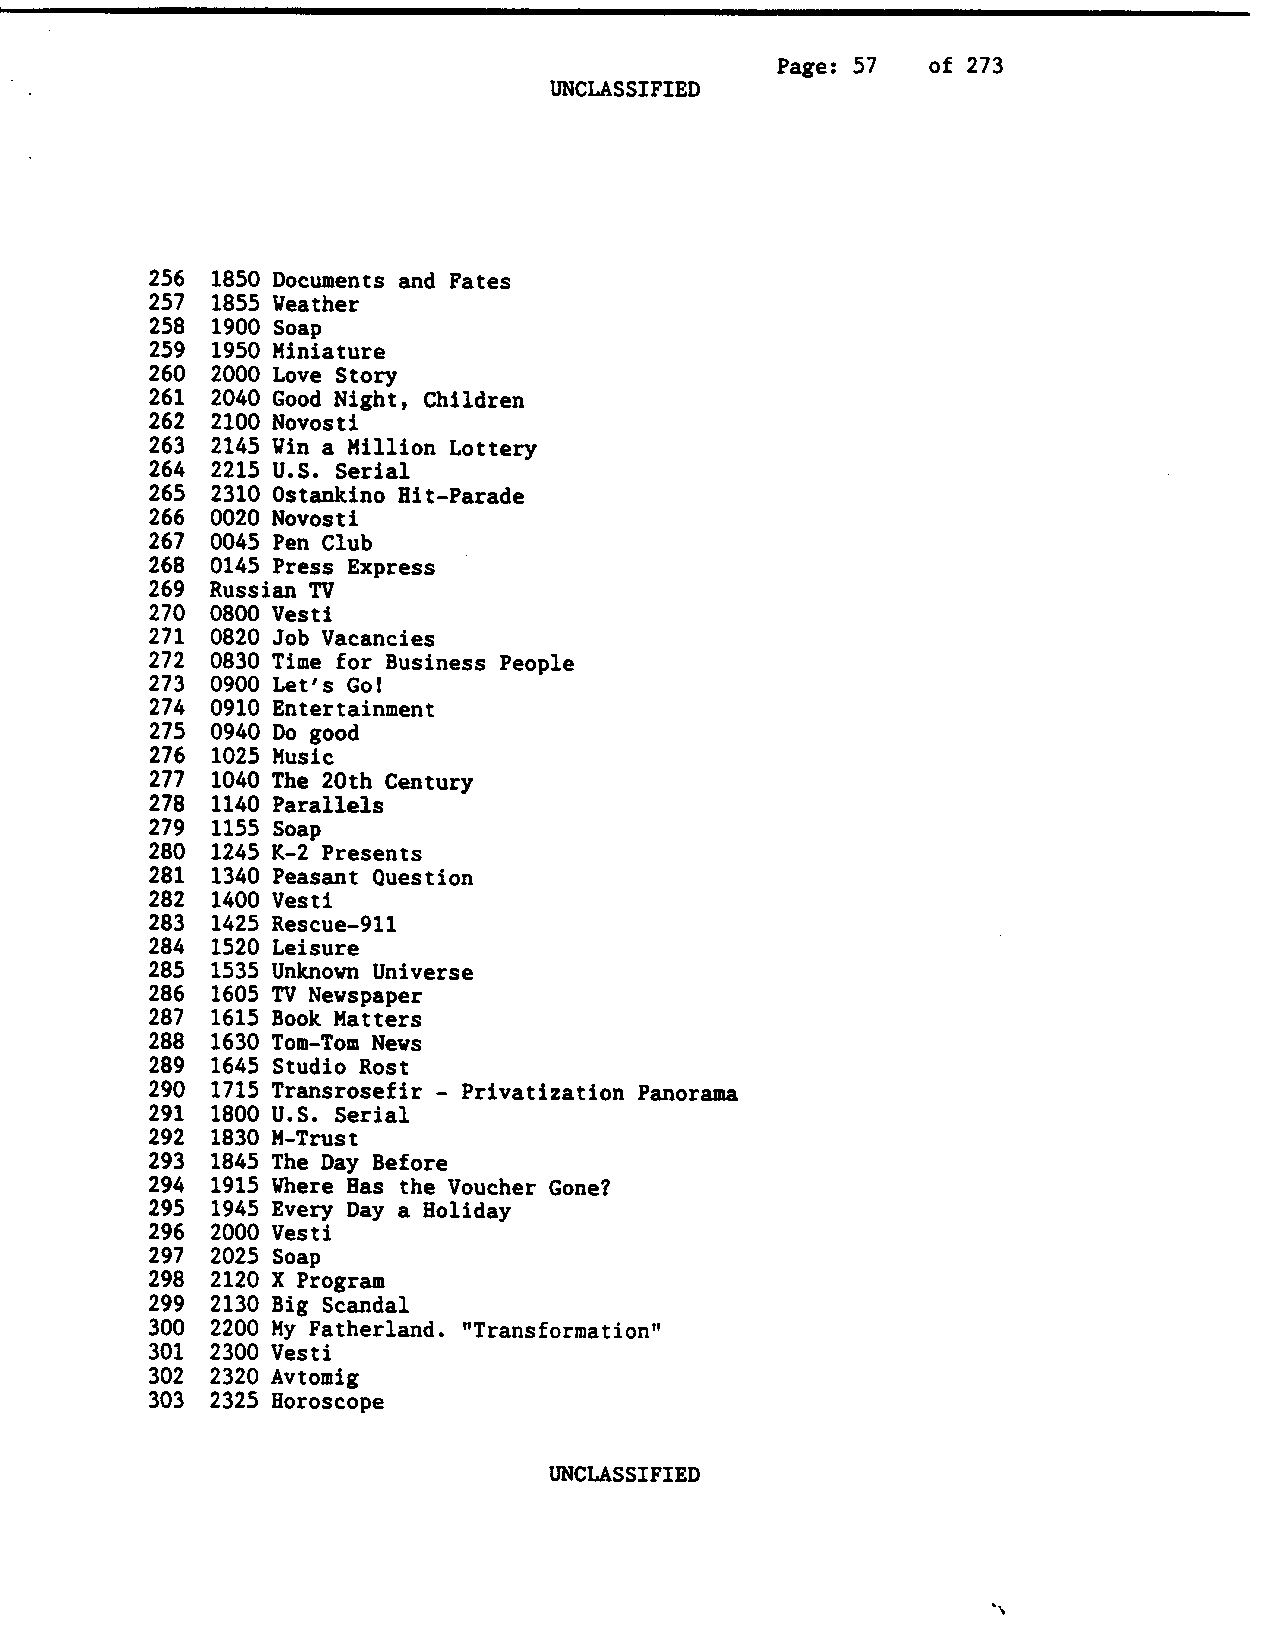 Page: 57 of 273
UNCLASSIFIED
256 1850 Documents and Fates
257 1855 Weather
258 1900 Soap
259 1950 Miniature
260 2000 Love Story
261 2040 Good Night, Children
262 2100 Novosti
263 2145 Win a Million Lottery
264 2215 U.S. Serial
265 2310 Ostankino Hit-Parade
266 0020 Novosti
267 0045 Pen Club
268 0145 Press Express
269 Russian TV
270 0800 Vesti
271 0820 Job Vacancies
272 0830 Time for Business People
273 0900 Let's Go!
274 0910 Entertainment
275 0940 Do good
276 1025 Music
277 1040 The 20th Century
278 1140 Parallels
279 1155 Soap
280 1245 K-2 Presents
281 1340 Peasant Question
282 1400 Vesti
283 1425 Rescue-911
284 1520 Leisure
285 1535 Unknown Universe
286 1605 TV Newspaper
287 1615 Book Matters
288 1630 Tom-Tom News
289 1645 Studio Rost
290 1715 Transrosefir - Privatization Panorama
291 1800 U.S. Serial
292 1830 M-Trust
293 1845 The Day Before
294 1915 Where Has the Voucher Gone?
295 1945 Every Day a Holiday
296 2000 Vesti
297 2025 Soap
298 2120 X Program
299 2130 Big Scandal
300 2200 My Fatherland. "Transformation"
301 2300 Vesti
302 2320 Avtomig
303 2325 Horoscope
UNCLASSIFIED